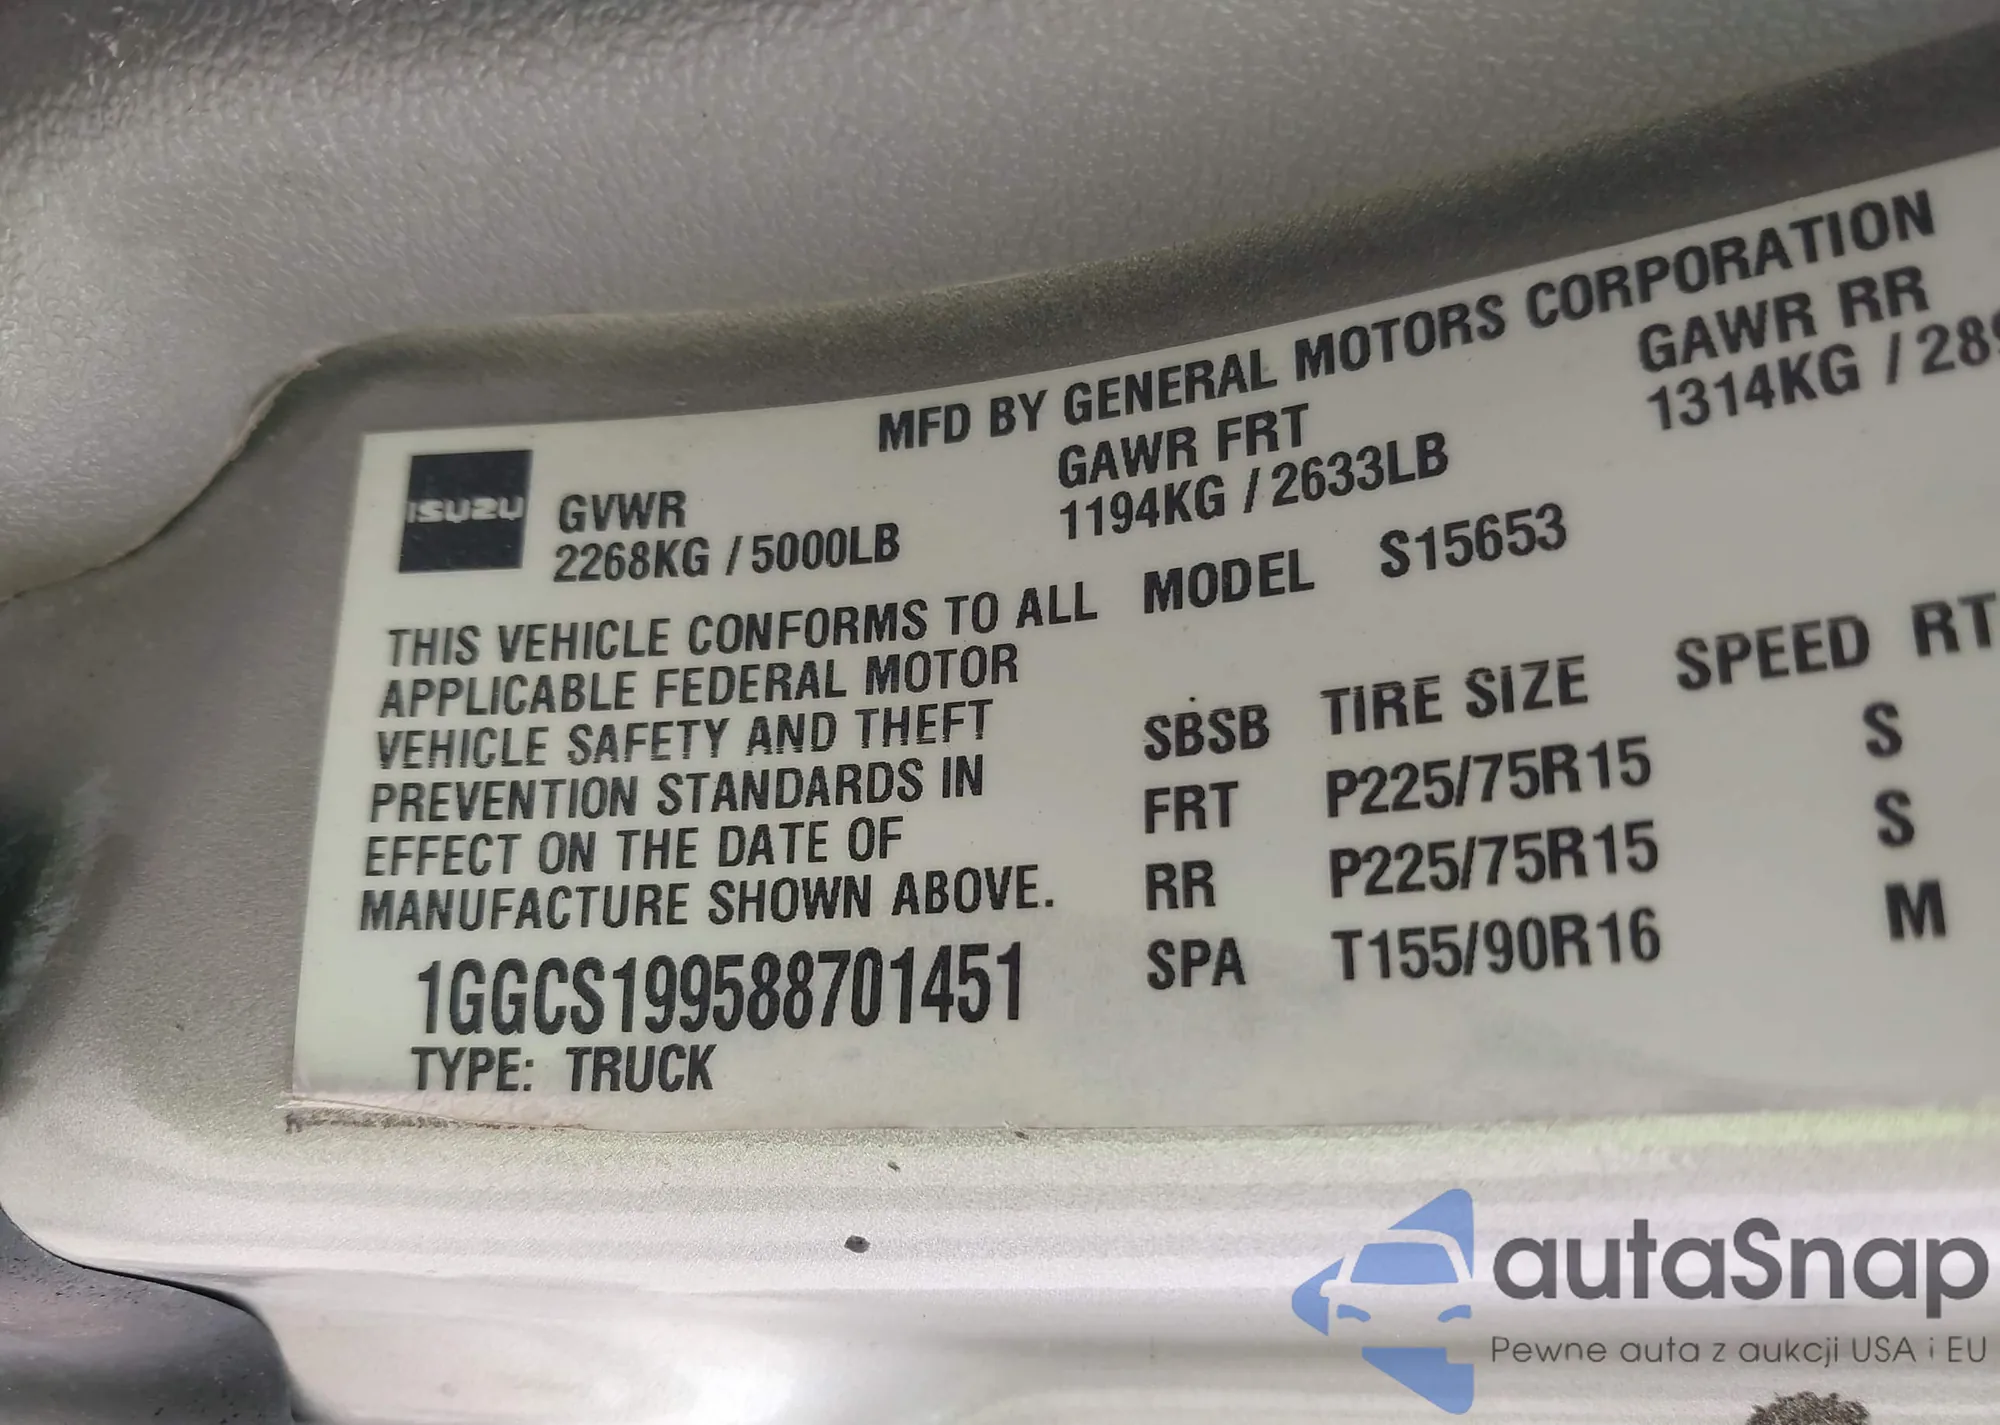 MFD BY GENERAL MOTORS CORPORATION
ISUZU
GVWR GAWR FRT GAWR RR
2268KG / 5000LB 1194KG / 2633LB 1314KG / 289
THIS VEHICLE CONFORMS TO ALL MODEL S15653
APPLICABLE FEDERAL MOTOR
VEHICLE SAFETY AND THEFT
PREVENTION STANDARDS IN
EFFECT ON THE DATE OF
MANUFACTURE SHOWN ABOVE.
1GGCS199588701451
TYPE: TRUCK
SBSB TIRE SIZE SPEED RT
FRT P225/75R15 S
RR P225/75R15 S
SPA T155/90R16 M
autaSnap
Pewne auta z aukcji USA i EU